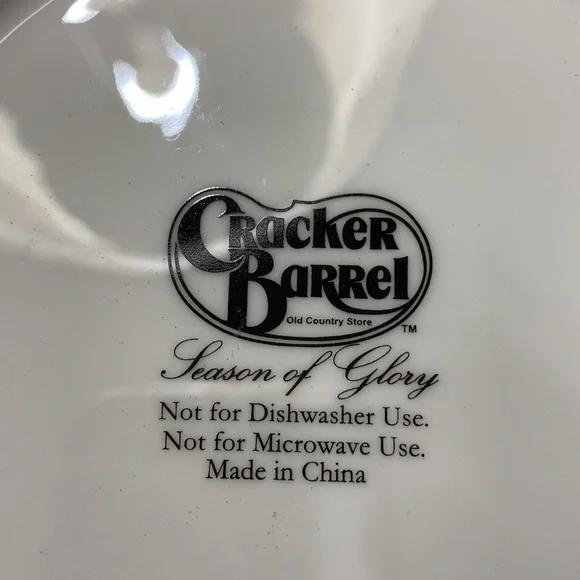 Cracker
Barrel
Old Country Store
TM
Season of Glory
Not for Dishwasher Use.
Not for Microwave Use.
Made in China